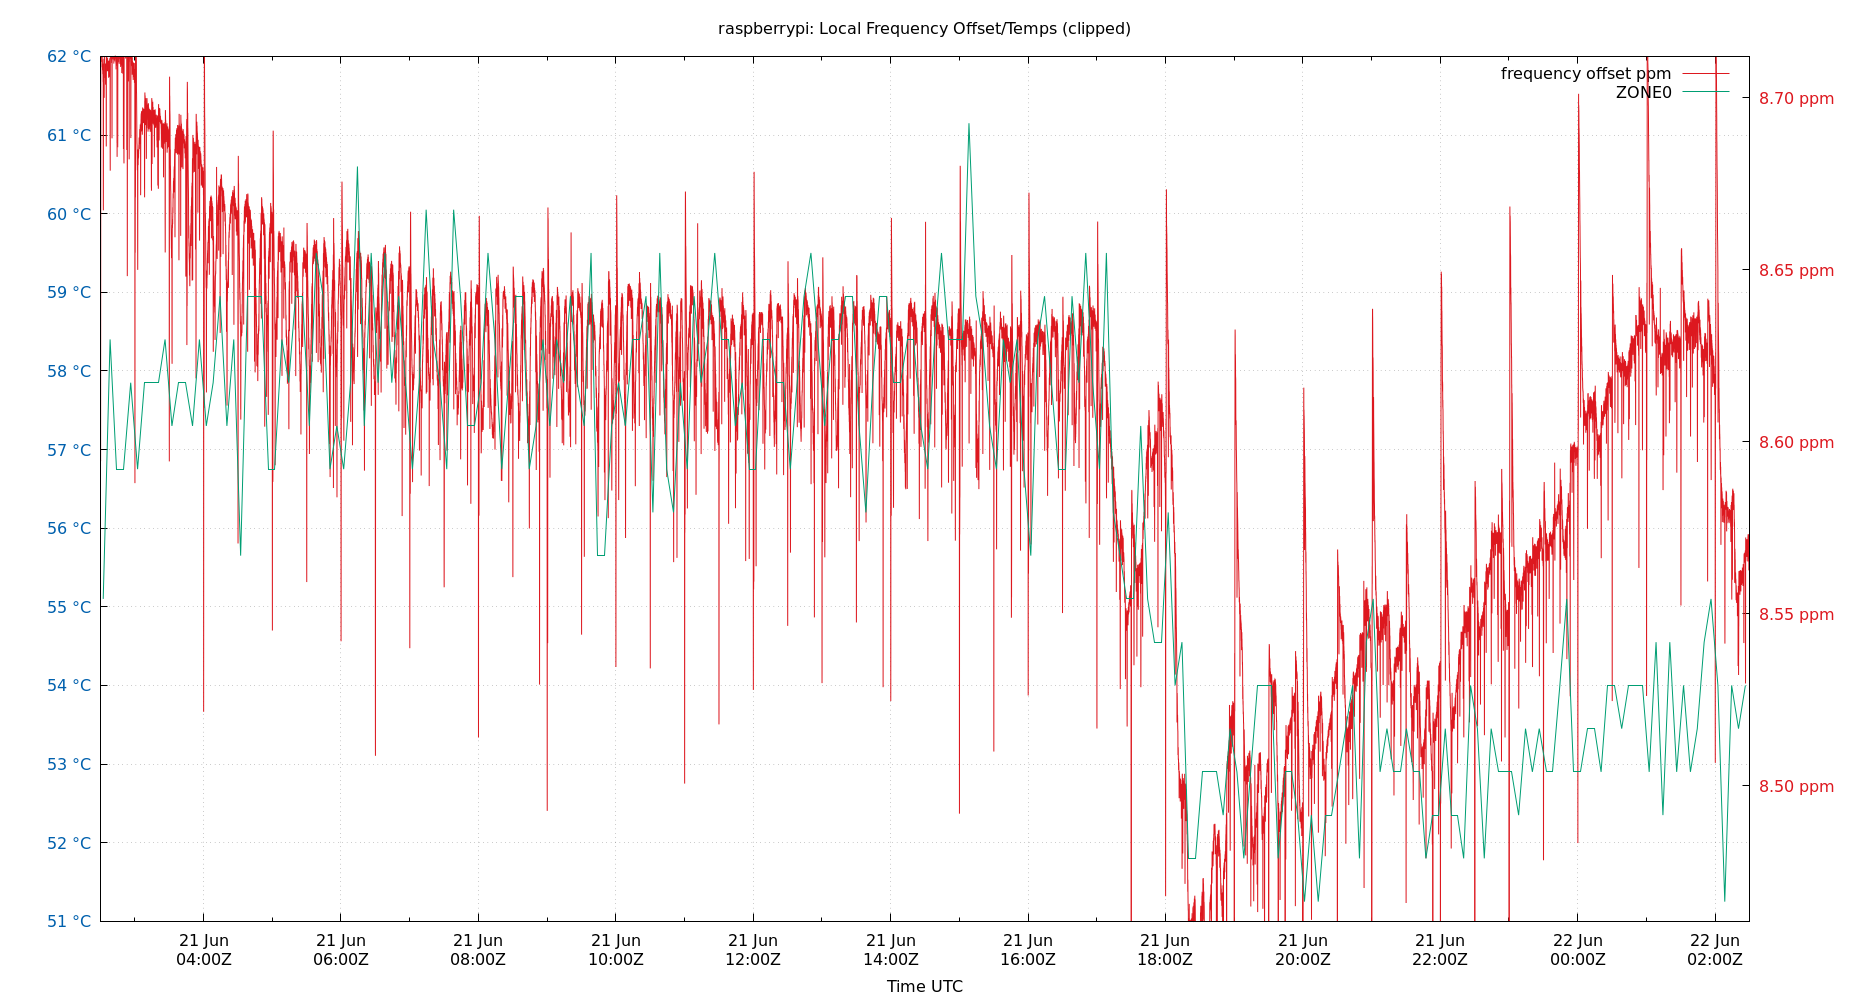 raspberrypi: Local Frequency Offset/Temps (clipped)
frequency offset ppm
ZONE0
62 °C
61 °C
60 °C
59 °C
58 °C
57 °C
56 °C
55 °C
54 °C
53 °C
52 °C
51 °C
8.70 ppm
8.65 ppm
8.60 ppm
8.55 ppm
8.50 ppm
21 Jun 21 Jun 21 Jun 21 Jun 21 Jun 21 Jun 21 Jun 21 Jun 21 Jun 21 Jun 22 Jun 22 Jun
04:00Z 06:00Z 08:00Z 10:00Z 12:00Z 14:00Z 16:00Z 18:00Z 20:00Z 22:00Z 00:00Z 02:00Z
Time UTC